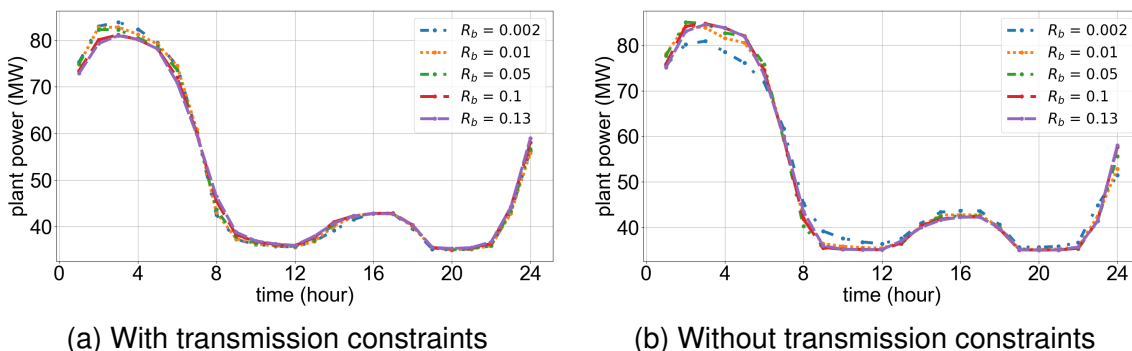 80
70
60
50
40
0
4
8
12
16
20
24
plant power (MW)
time (hour)
R_b = 0.002
R_b = 0.01
R_b = 0.05
R_b = 0.1
R_b = 0.13
(a) With transmission constraints
80
70
60
50
40
0
4
8
12
16
20
24
plant power (MW)
time (hour)
R_b = 0.002
R_b = 0.01
R_b = 0.05
R_b = 0.1
R_b = 0.13
(b) Without transmission constraints